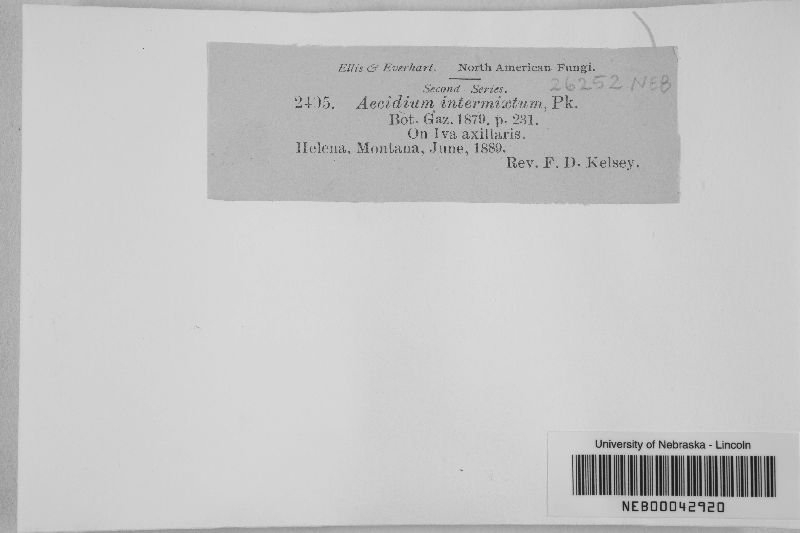 Ellis & Everhart. North American Fungi.
Second Series.
26252 NEB
2405. Aecidium intermixtum, Pk.
Bot. Gaz. 1879. p. 231.
On Iva axillaris.
Helena, Montana, June, 1889.
Rev. F. D. Kelsey.
University of Nebraska - Lincoln
NEB00042920